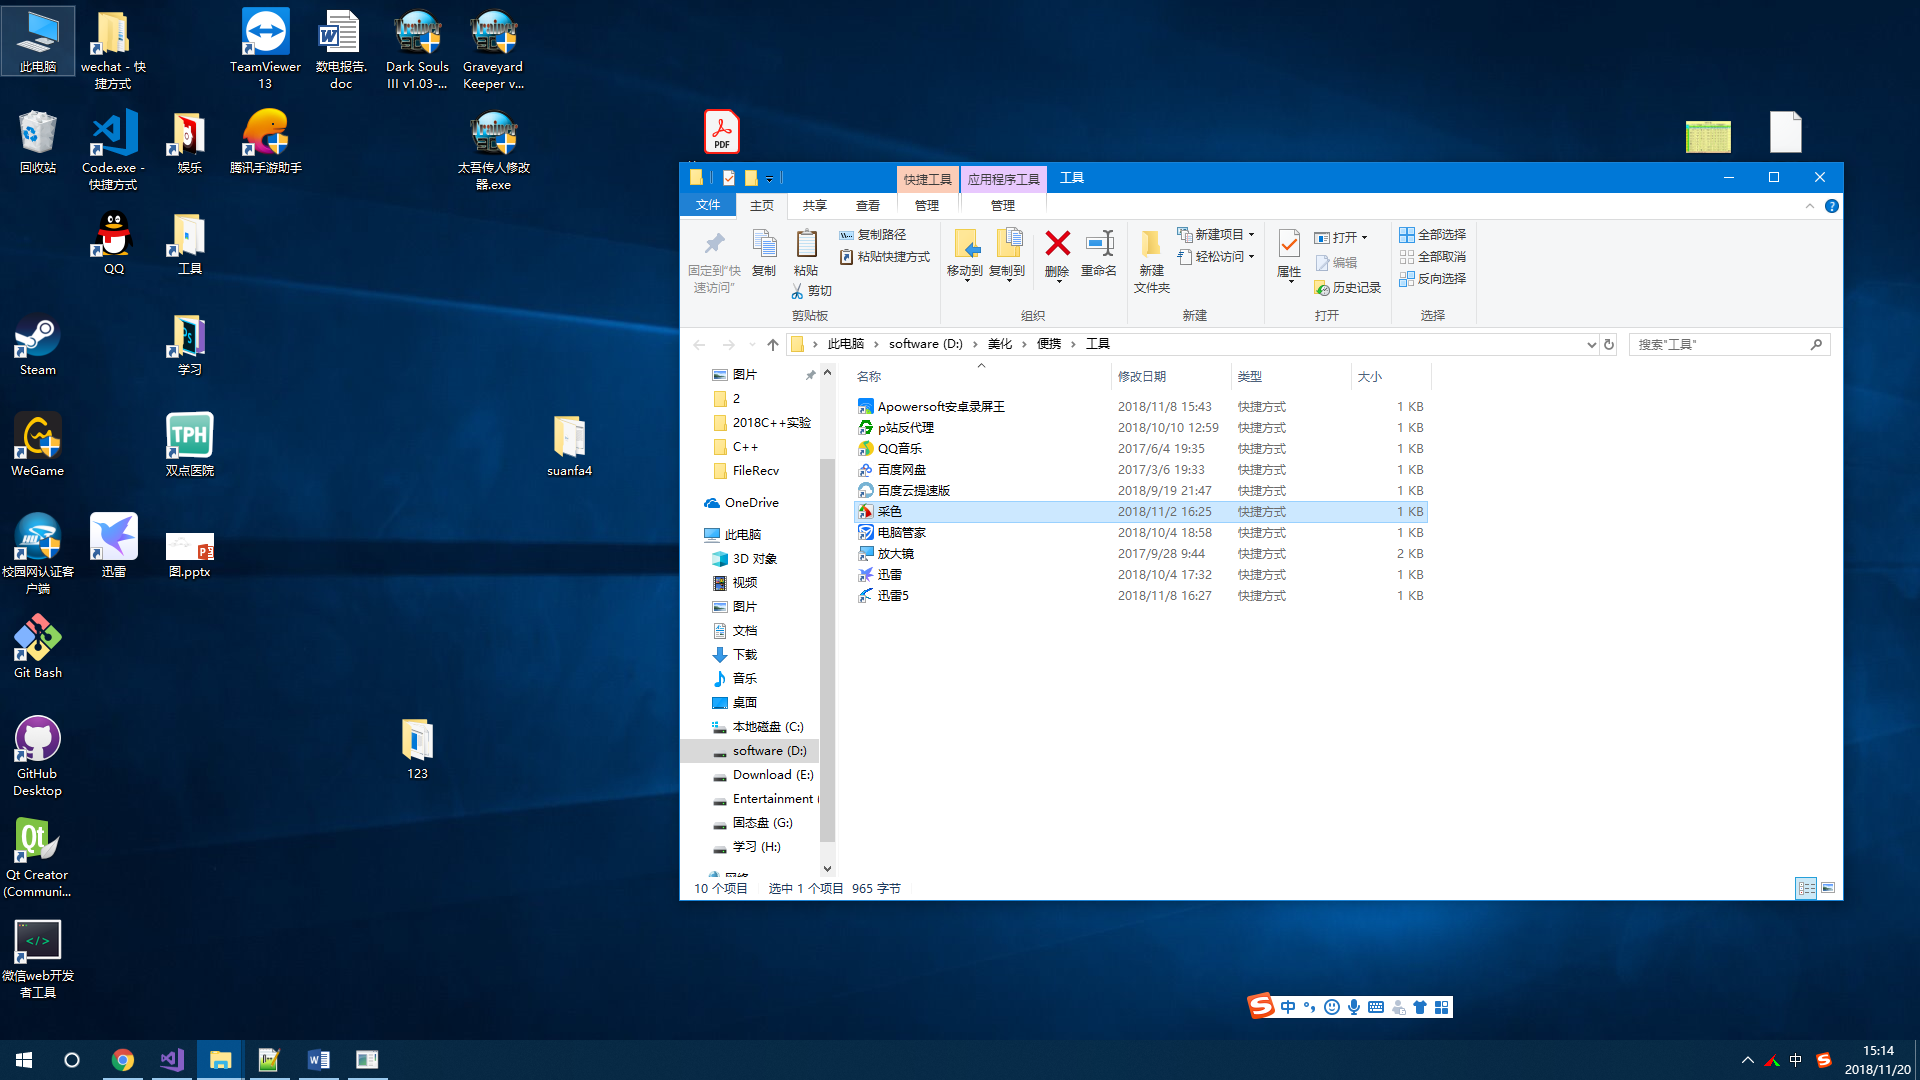 此电脑
wechat - 快
捷方式
TeamViewer
13
数电报告.
doc
Dark Souls
III v1.03-...
Graveyard
Keeper v...
回收站
Code.exe -
快捷方式
娱乐
腾讯手游助手
太吾传人修改
器.exe
PDF
QQ
工具
Steam
学习
WeGame
TPH
双点医院
suanfa4
校园网认证客
户端
迅雷
图.pptx
Git Bash
GitHub
Desktop
123
Qt Creator
(Communi...
微信web开发
者工具
快捷工具
应用程序工具
工具
文件
主页
共享
查看
管理
管理
固定到"快
速访问"
复制
粘贴
复制路径
粘贴快捷方式
剪切
剪贴板
移动到
复制到
删除
重命名
组织
新建
文件夹
新建项目
轻松访问
新建
属性
打开
编辑
历史记录
打开
全部选择
全部取消
反向选择
选择
此电脑 › software (D:) › 美化 › 便携 › 工具
搜索"工具"
图片
2
2018C++实验
C++
FileRecv
OneDrive
此电脑
3D 对象
视频
图片
文档
下载
音乐
桌面
本地磁盘 (C:)
software (D:)
Download (E:)
Entertainment (
固态盘 (G:)
学习 (H:)
名称 修改日期 类型 大小
Apowersoft安卓录屏王 2018/11/8 15:43 快捷方式 1 KB
p站反代理 2018/10/10 12:59 快捷方式 1 KB
QQ音乐 2017/6/4 19:35 快捷方式 1 KB
百度网盘 2017/3/6 19:33 快捷方式 1 KB
百度云提速版 2018/9/19 21:47 快捷方式 1 KB
采色 2018/11/2 16:25 快捷方式 1 KB
电脑管家 2018/10/4 18:58 快捷方式 1 KB
放大镜 2017/9/28 9:44 快捷方式 2 KB
迅雷 2018/10/4 17:32 快捷方式 1 KB
迅雷5 2018/11/8 16:27 快捷方式 1 KB
10 个项目 选中 1 个项目 965 字节
中
中
15:14
2018/11/20